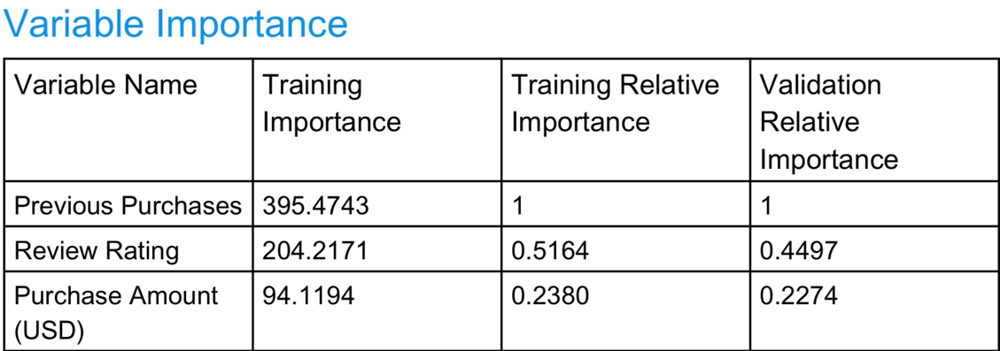 Variable Importance
Variable Name
Training
Importance
Training Relative
Importance
Validation
Relative
Importance
Previous Purchases 395.4743 1 1
Review Rating 204.2171 0.5164 0.4497
Purchase Amount
(USD) 94.1194 0.2380 0.2274